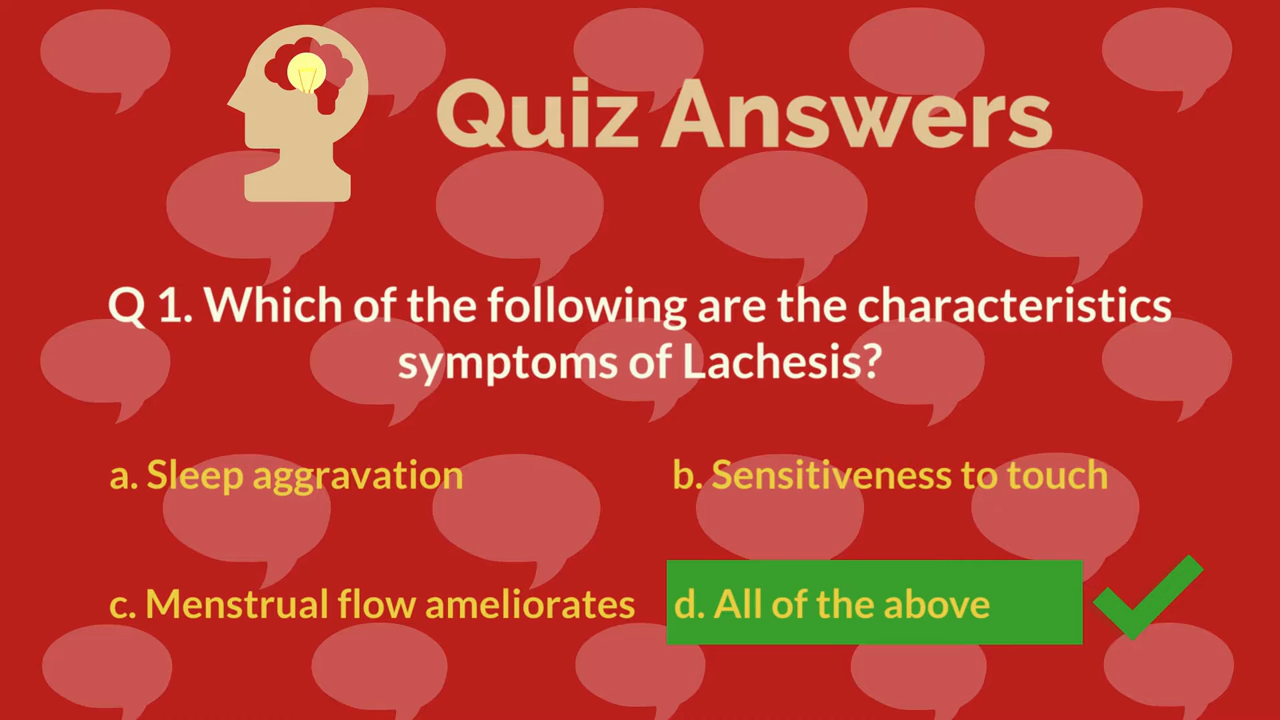 Quiz Answers
Q 1. Which of the following are the characteristics
symptoms of Lachesis?
a. Sleep aggravation
b. Sensitiveness to touch
c. Menstrual flow ameliorates
d. All of the above